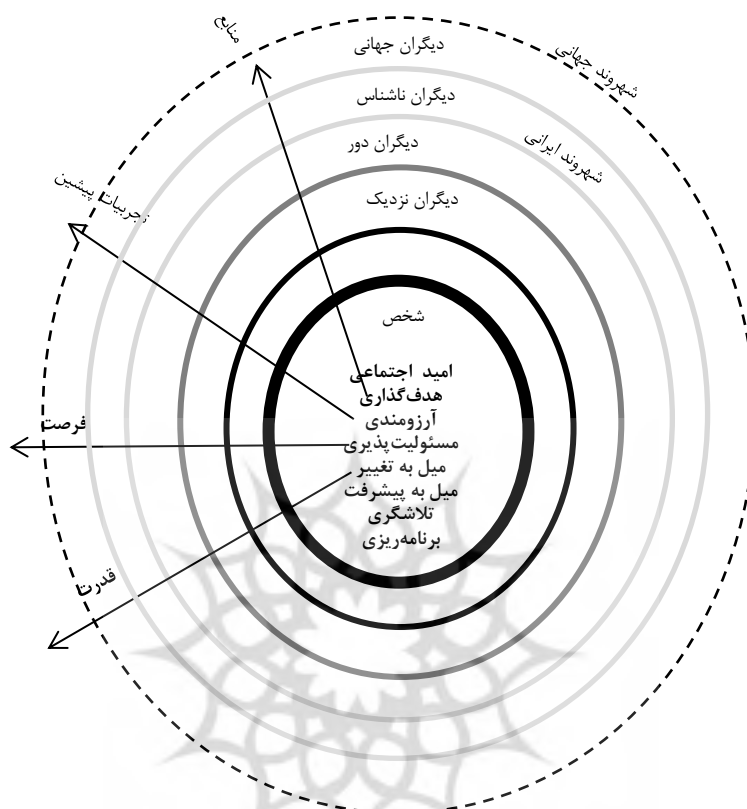 منابع
دیگران جهانی
شهروند جهانی
دیگران ناشناس
دیگران دور
شهروند ایرانی
تجربیات پیشین
دیگران نزدیک
شخص
امید اجتماعی
هدف‌گذاری
آرزومندی
فرصت
مسئولیت‌پذیری
میل به تغییر
میل به پیشرفت
تلاشگری
برنامه‌ریزی
قدرت